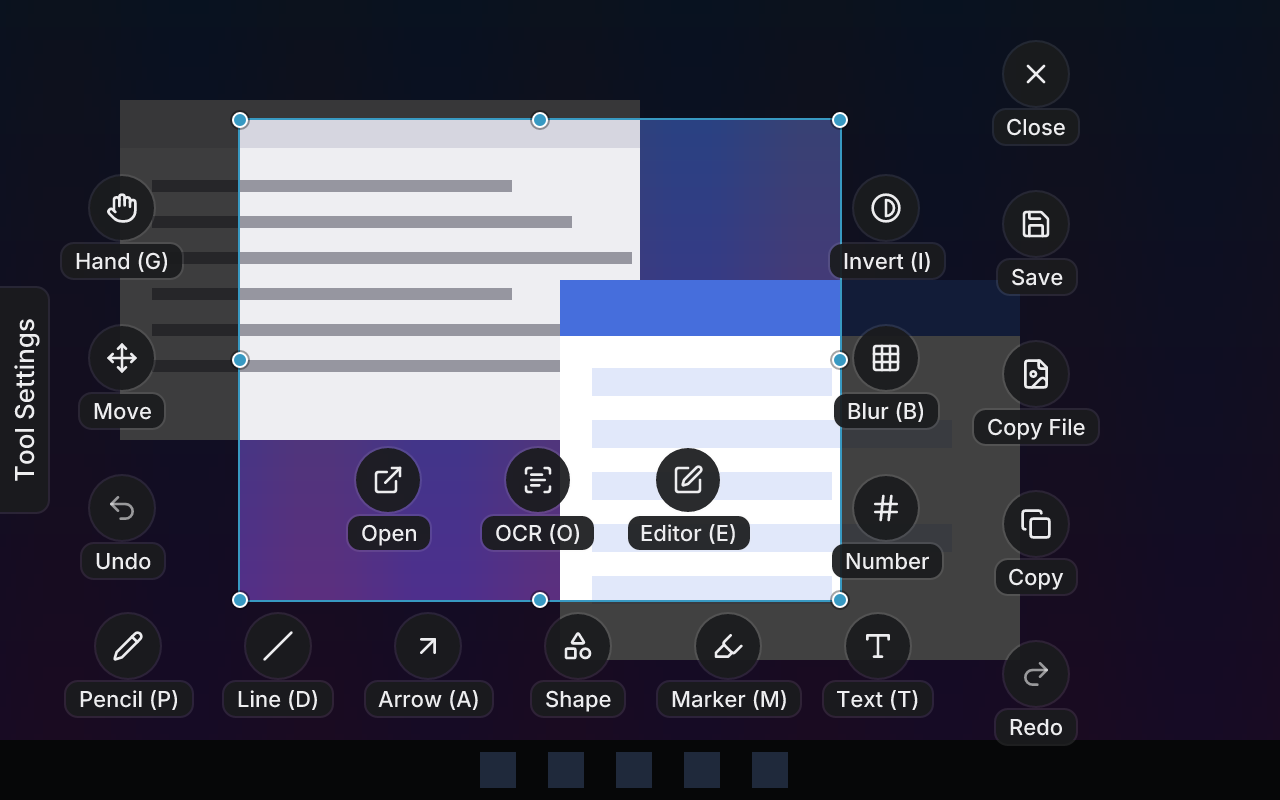 Close
Hand (G)
Invert (I)
Save
Tool Settings
Move
Blur (B)
Copy File
Open
OCR (O)
Editor (E)
Undo
Number
Copy
Pencil (P)
Line (D)
Arrow (A)
Shape
Marker (M)
Text (T)
Redo